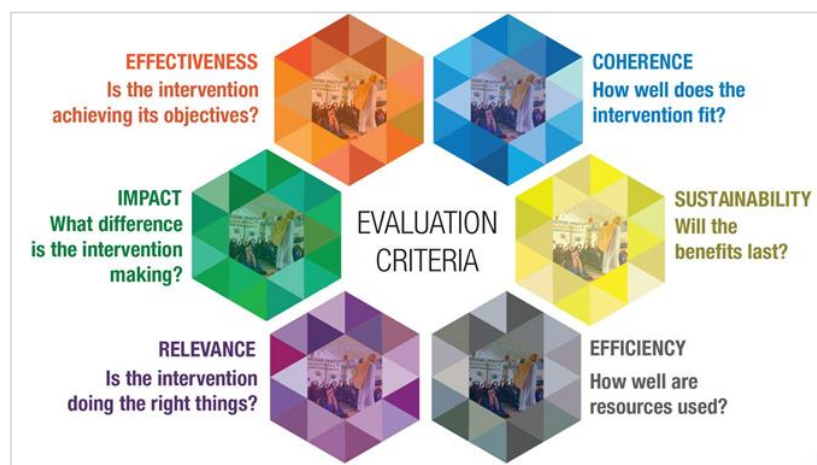 EFFECTIVENESS
Is the intervention
achieving its objectives?
COHERENCE
How well does the
intervention fit?
IMPACT
What difference
is the intervention
making?
EVALUATION
CRITERIA
SUSTAINABILITY
Will the
benefits last?
RELEVANCE
Is the intervention
doing the right things?
EFFICIENCY
How well are
resources used?